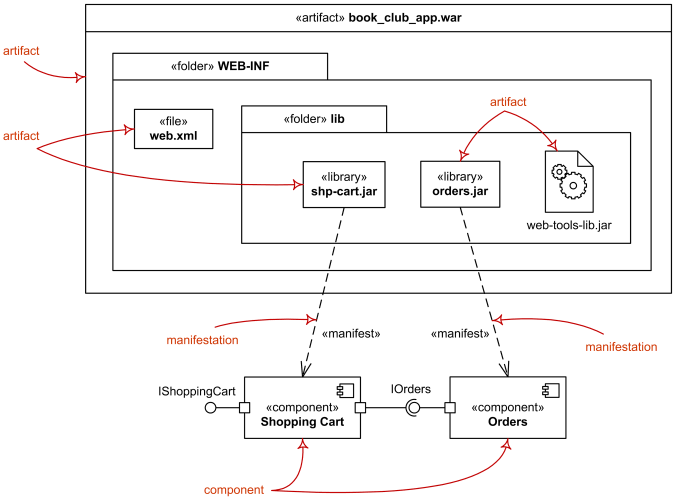 «artifact» book_club_app.war
artifact
«folder» WEB-INF
artifact
«file»
web.xml
«folder» lib
artifact
«library»
shp-cart.jar
«library»
orders.jar
web-tools-lib.jar
manifestation
«manifest»
«manifest»
manifestation
IShoppingCart
«component»
Shopping Cart
IOrders
«component»
Orders
component